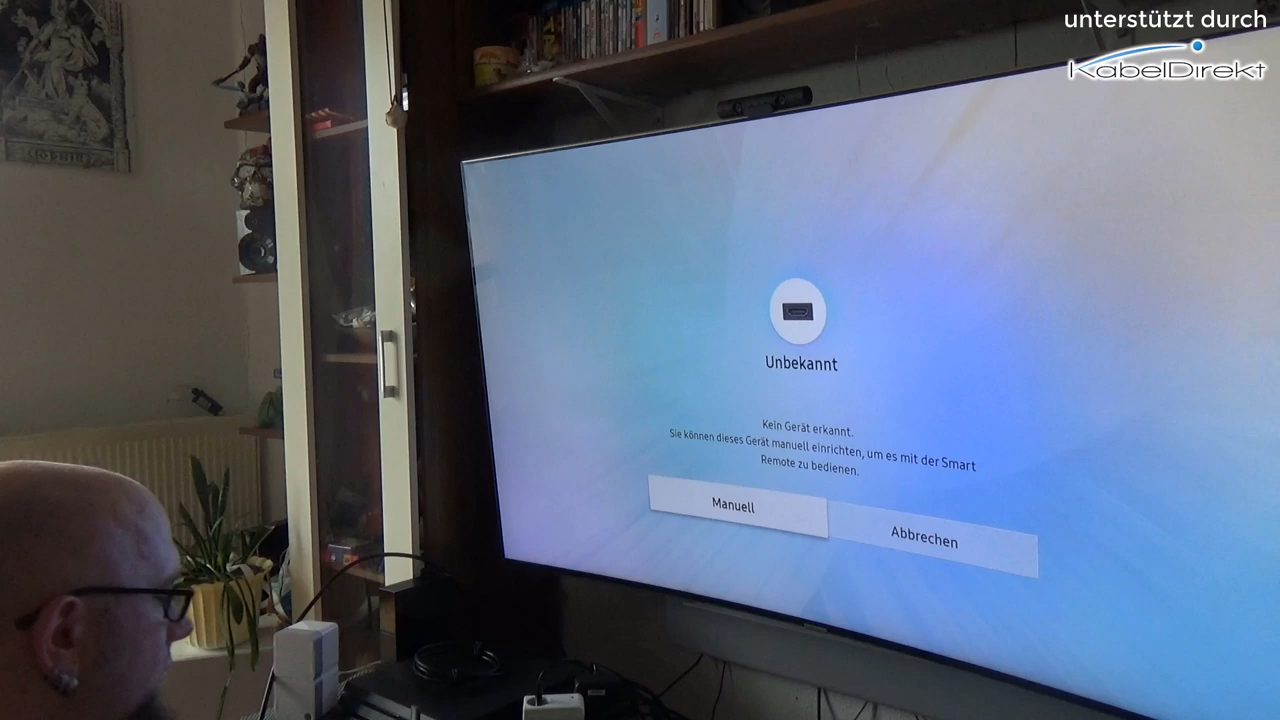 unterstützt durch
KabelDirekt
Unbekannt
Kein Gerät erkannt.
Sie können dieses Gerät manuell einrichten, um es mit der Smart
Remote zu bedienen.
Manuell
Abbrechen